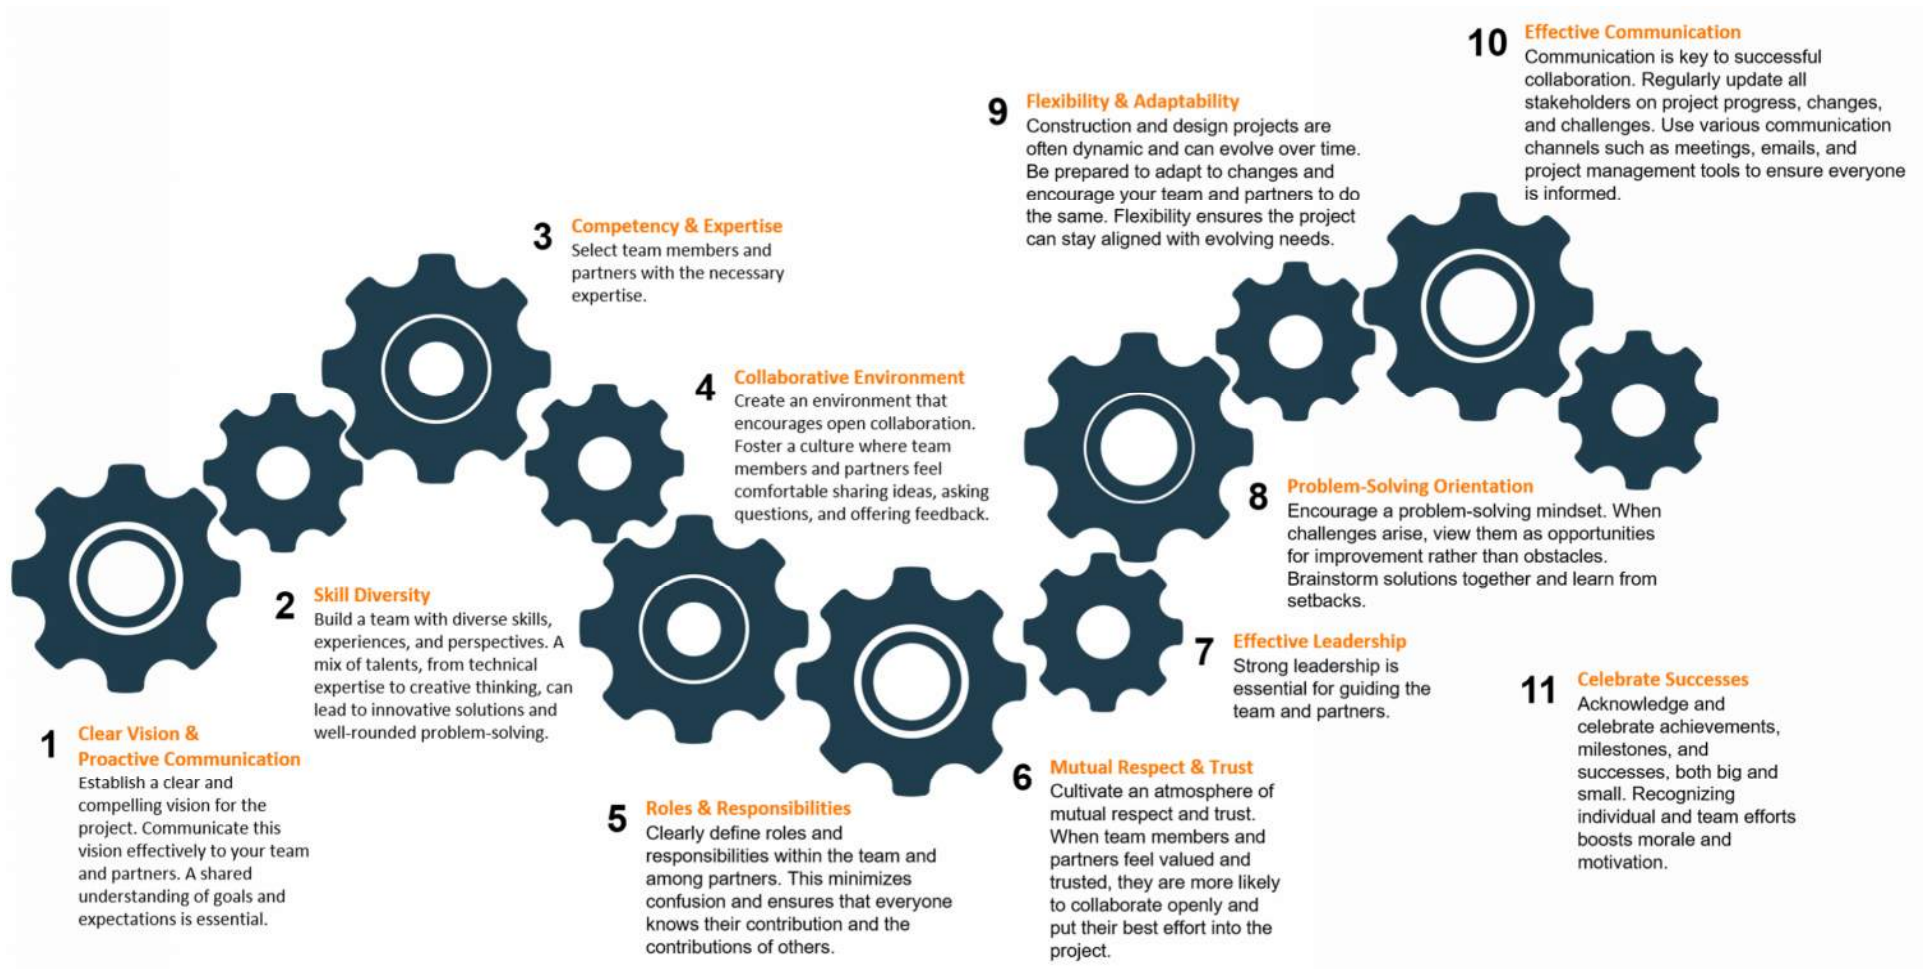 1
Clear Vision &
Proactive Communication
Establish a clear and
compelling vision for the
project. Communicate this
vision effectively to your team
and partners. A shared
understanding of goals and
expectations is essential.
2
Skill Diversity
Build a team with diverse skills,
experiences, and perspectives. A
mix of talents, from technical
expertise to creative thinking, can
lead to innovative solutions and
well-rounded problem-solving.
3
Competency & Expertise
Select team members and
partners with the necessary
expertise.
4
Collaborative Environment
Create an environment that
encourages open collaboration.
Foster a culture where team
members and partners feel
comfortable sharing ideas, asking
questions, and offering feedback.
5
Roles & Responsibilities
Clearly define roles and
responsibilities within the team and
among partners. This minimizes
confusion and ensures that everyone
knows their contribution and the
contributions of others.
6
Mutual Respect & Trust
Cultivate an atmosphere of
mutual respect and trust.
When team members and
partners feel valued and
trusted, they are more likely
to collaborate openly and
put their best effort into the
project.
7
Effective Leadership
Strong leadership is
essential for guiding the
team and partners.
8
Problem-Solving Orientation
Encourage a problem-solving mindset. When
challenges arise, view them as opportunities
for improvement rather than obstacles.
Brainstorm solutions together and learn from
setbacks.
9
Flexibility & Adaptability
Construction and design projects are
often dynamic and can evolve over time.
Be prepared to adapt to changes and
encourage your team and partners to do
the same. Flexibility ensures the project
can stay aligned with evolving needs.
10
Effective Communication
Communication is key to successful
collaboration. Regularly update all
stakeholders on project progress, changes,
and challenges. Use various communication
channels such as meetings, emails, and
project management tools to ensure everyone
is informed.
11
Celebrate Successes
Acknowledge and
celebrate achievements,
milestones, and
successes, both big and
small. Recognizing
individual and team efforts
boosts morale and
motivation.